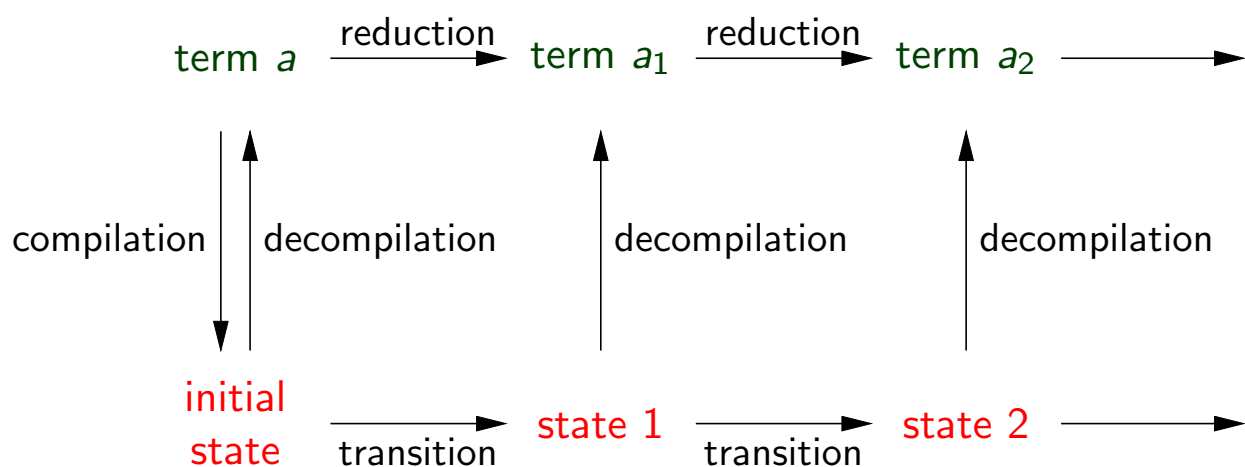 reduction reduction
term a term a₁ term a₂
compilation decompilation decompilation decompilation
initial
state state 1 state 2
transition transition